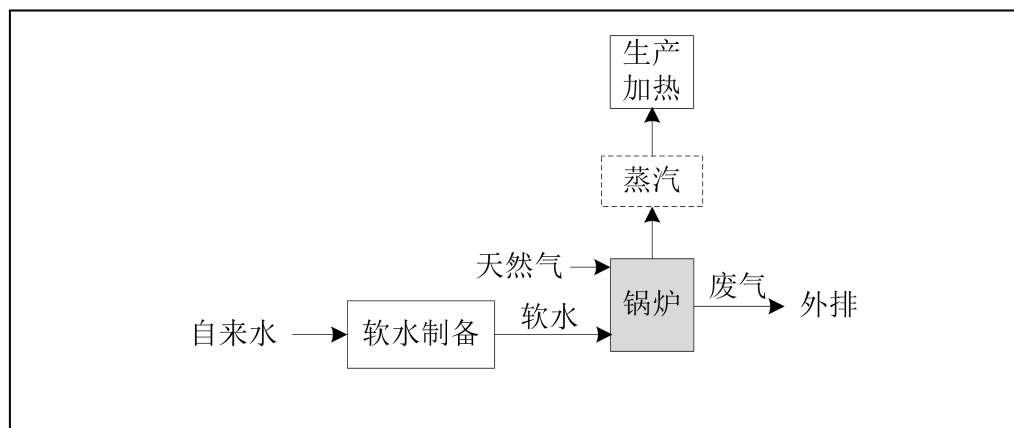 生产
加热
蒸汽
天然气
锅炉
废气
外排
自来水
软水制备
软水